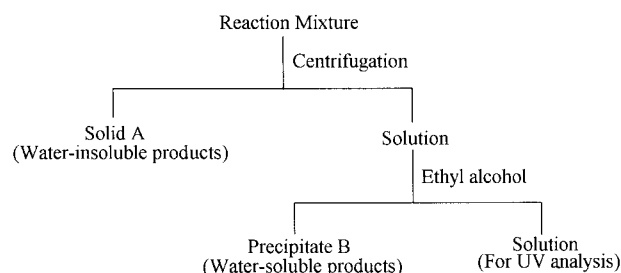 Reaction Mixture
Centrifugation
Solid A
(Water-insoluble products)
Solution
Ethyl alcohol
Precipitate B
(Water-soluble products)
Solution
(For UV analysis)